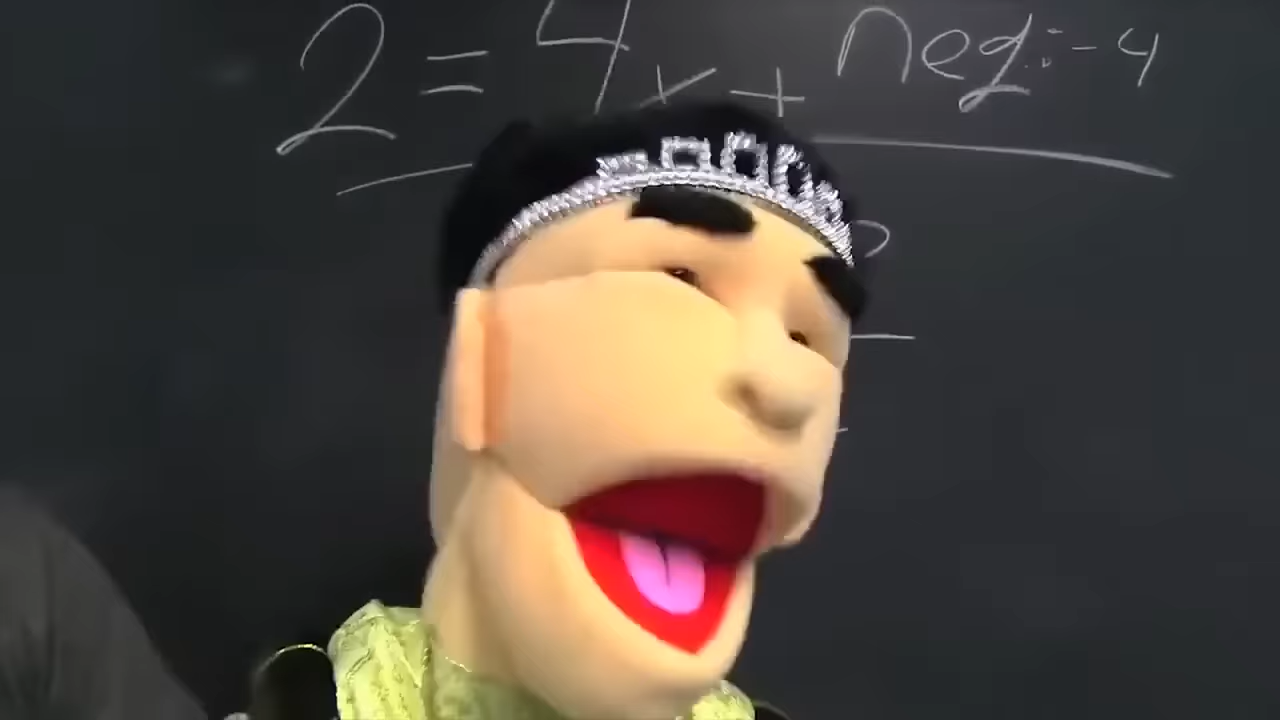 2 = 4x + neg: -4